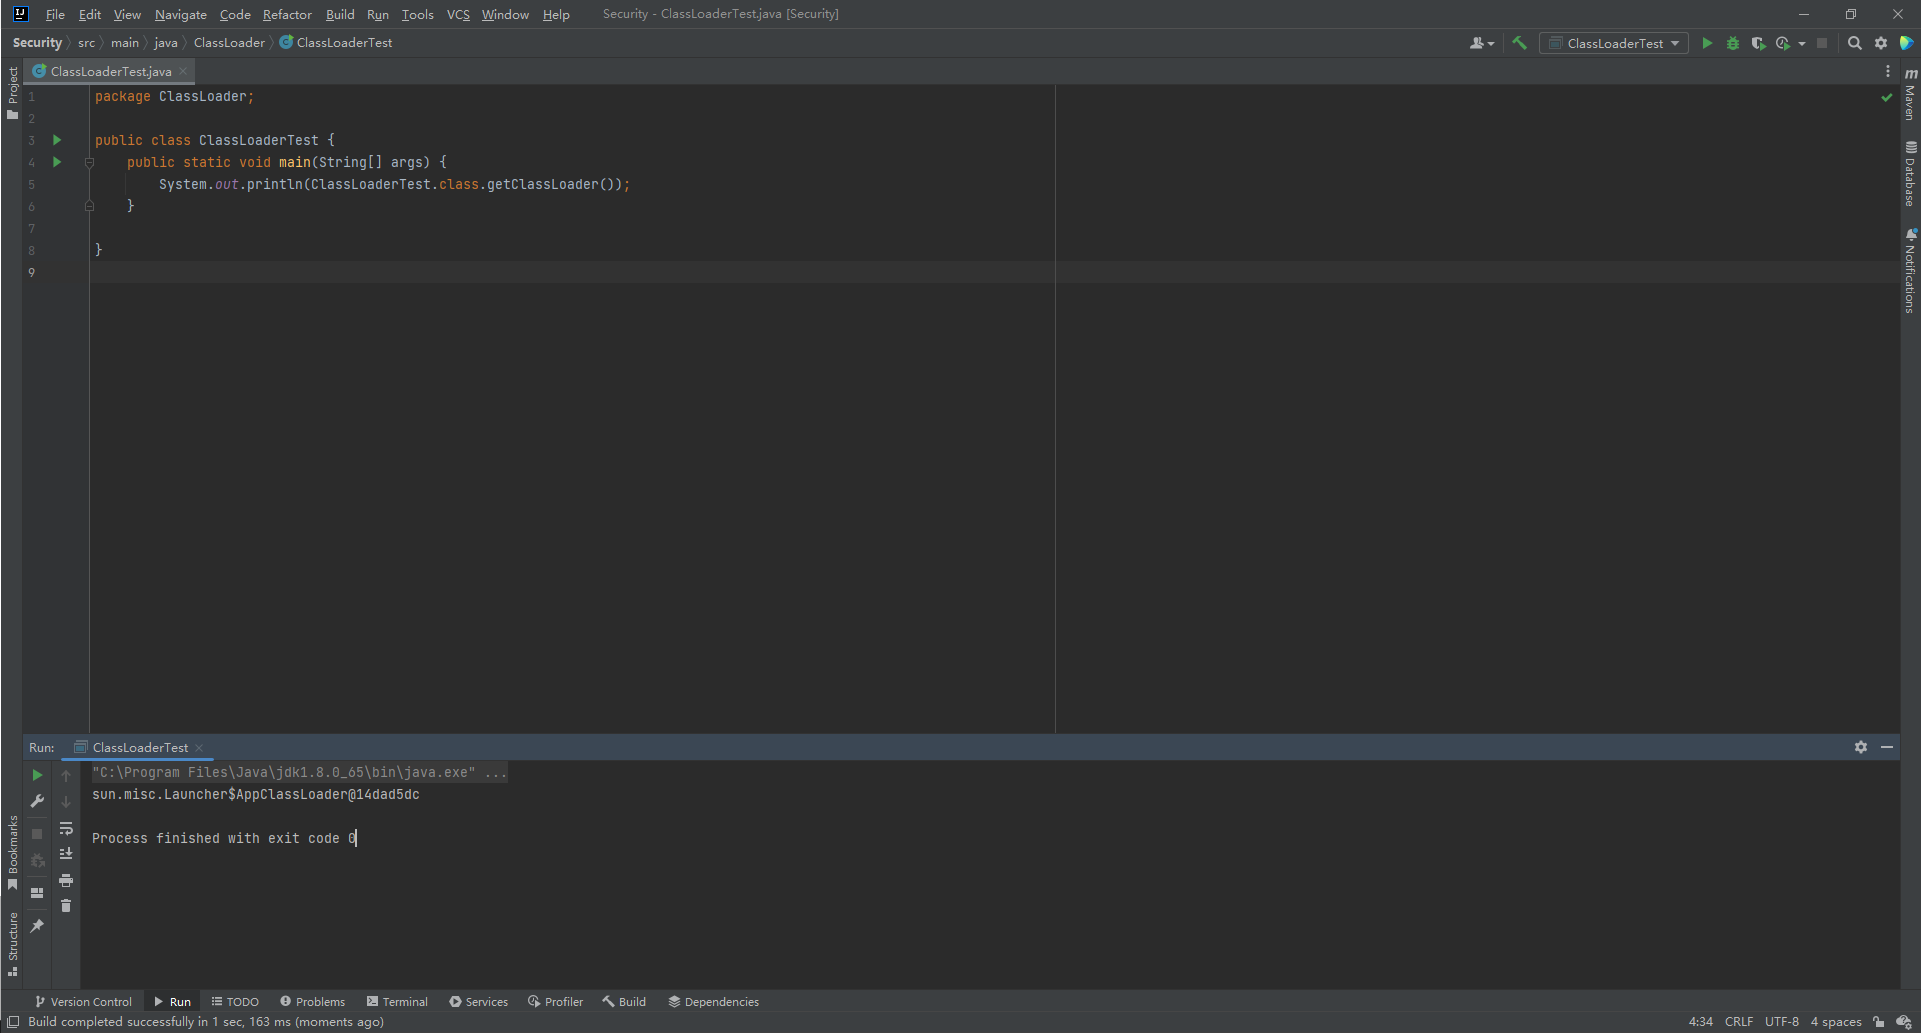 File Edit View Navigate Code Refactor Build Run Tools VCS Window Help Security - ClassLoaderTest.java [Security]
Security src main java ClassLoader ClassLoaderTest ClassLoaderTest
Project
ClassLoaderTest.java
Maven
Database
Notifications
1 package ClassLoader;
2
3 public class ClassLoaderTest {
4 public static void main(String[] args) {
5 System.out.println(ClassLoaderTest.class.getClassLoader());
6 }
7
8 }
9
Run: ClassLoaderTest
"C:\Program Files\Java\jdk1.8.0_65\bin\java.exe" ...
sun.misc.Launcher$AppClassLoader@14dad5dc
Process finished with exit code 0
Bookmarks
Structure
Version Control Run TODO Problems Terminal Services Profiler Build Dependencies
Build completed successfully in 1 sec, 163 ms (moments ago) 4:34 CRLF UTF-8 4 spaces